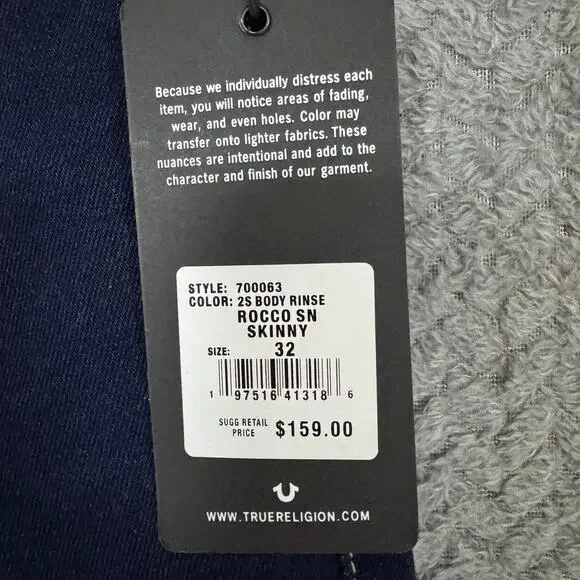 Because we individually distress each
item, you will notice areas of fading,
wear, and even holes. Color may
transfer onto lighter fabrics. These
nuances are intentional and add to the
character and finish of our garment.
STYLE: 700063
COLOR: 2S BODY RINSE
ROCCO SN
SKINNY
SIZE: 32
1 97516 41318 6
SUGG RETAIL
PRICE $159.00
WWW.TRUERELIGION.COM